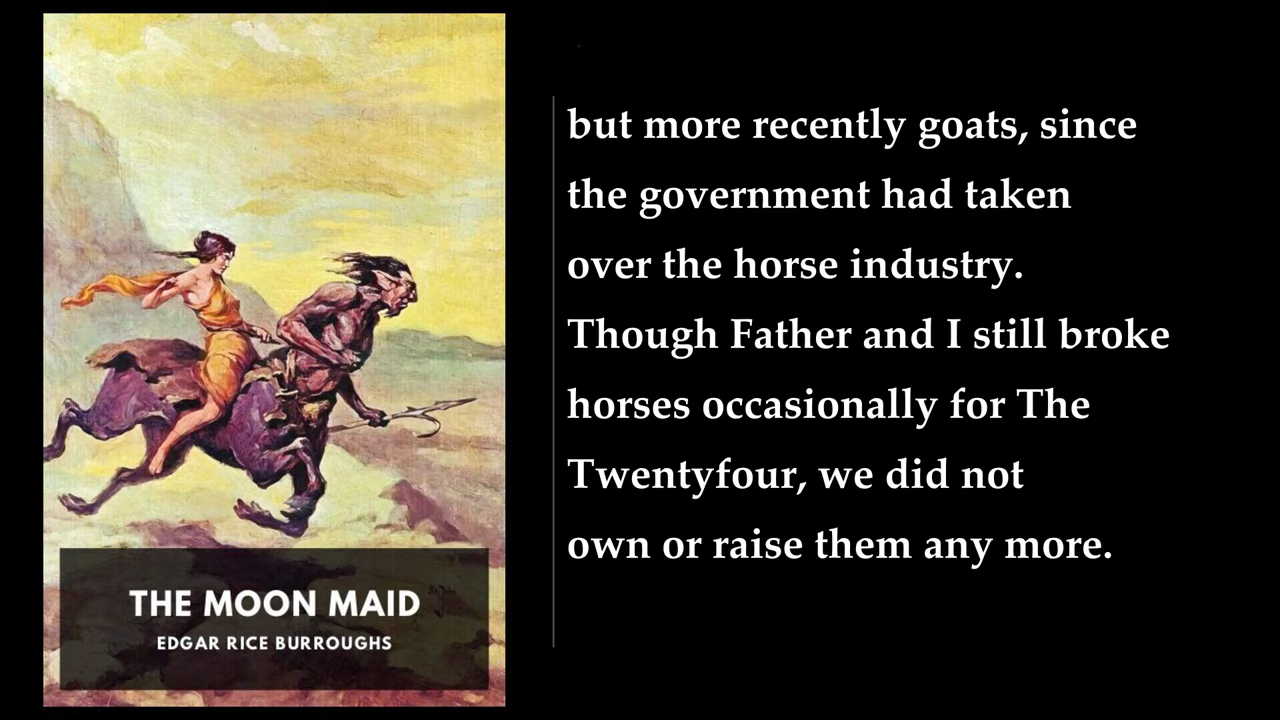 but more recently goats, since
the government had taken
over the horse industry.
Though Father and I still broke
horses occasionally for The
Twentyfour, we did not
own or raise them any more.
THE MOON MAID
EDGAR RICE BURROUGHS